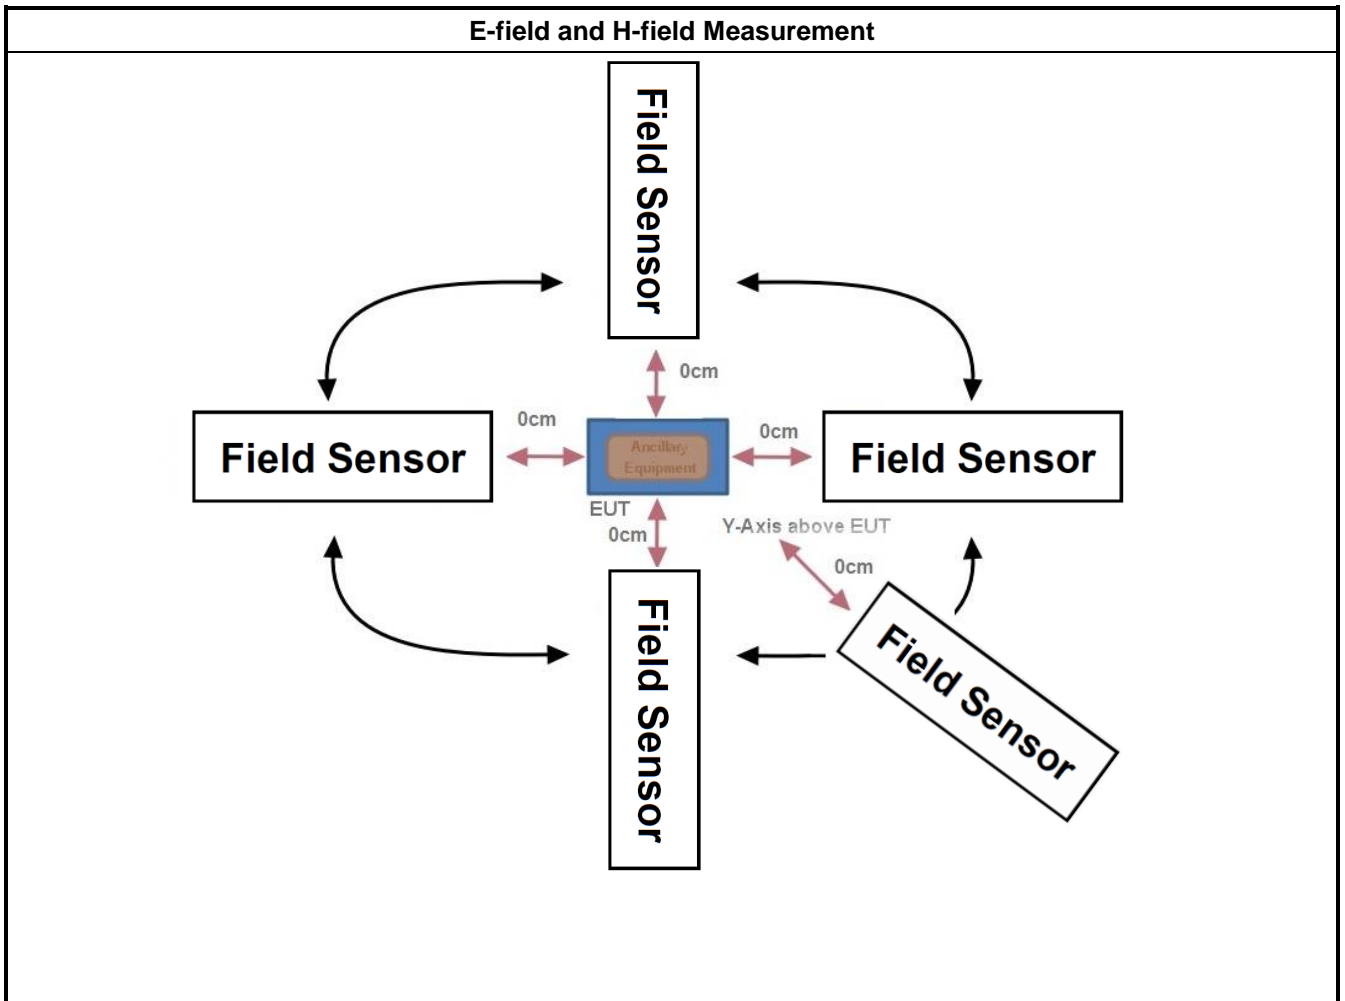 E-field and H-field Measurement
Field Sensor
0cm
0cm
0cm
Field Sensor
Ancillary
Equipment
Field Sensor
EUT
0cm
Y-Axis above EUT
0cm
Field Sensor
Field Sensor